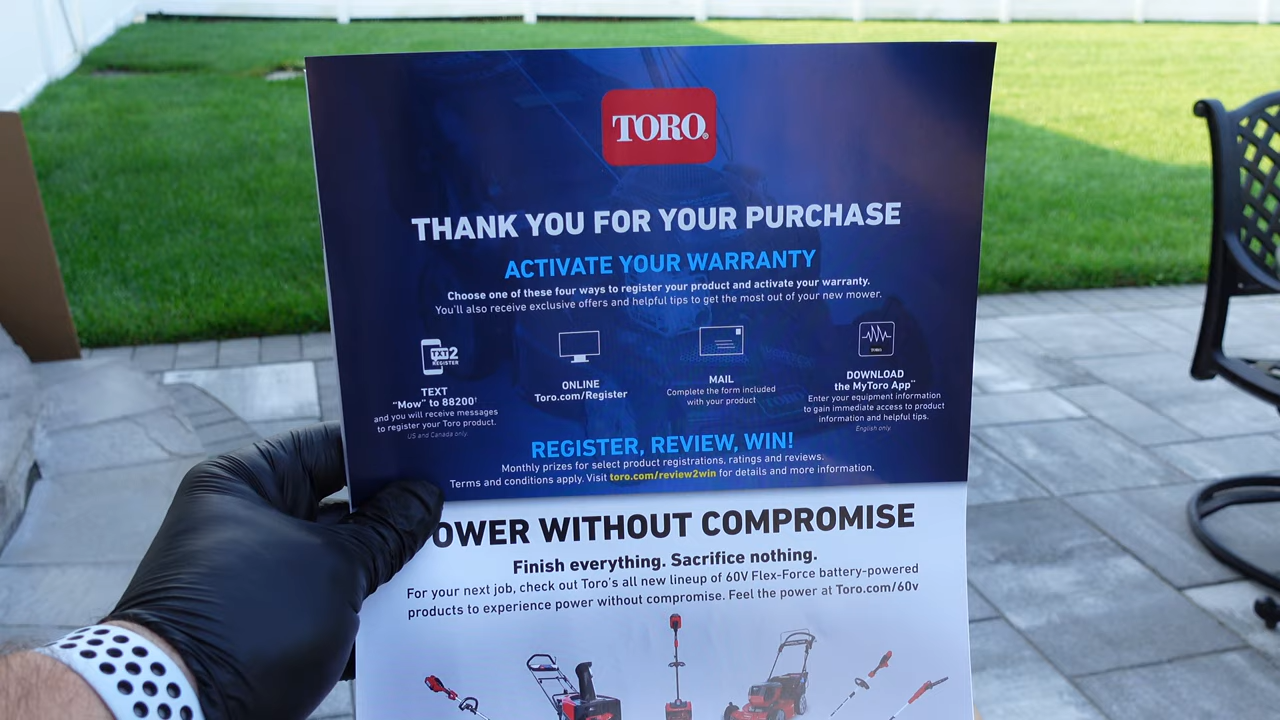 TORO®
THANK YOU FOR YOUR PURCHASE
ACTIVATE YOUR WARRANTY
Choose one of these four ways to register your product and activate your warranty.
You'll also receive exclusive offers and helpful tips to get the most out of your new mower.
TXT2
REGISTER
TEXT
“Mow” to 88200†
and you will receive messages
to register your Toro product.
US and Canada only.
ONLINE
Toro.com/Register
MAIL
Complete the form included
with your product
TORO
DOWNLOAD
the MyToro App**
Enter your equipment information
to gain immediate access to product
information and helpful tips.
English only.
REGISTER, REVIEW, WIN!
Monthly prizes for select product registrations, ratings and reviews.
Terms and conditions apply. Visit toro.com/review2win for details and more information.
OWER WITHOUT COMPROMISE
Finish everything. Sacrifice nothing.
For your next job, check out Toro's all new lineup of 60V Flex-Force battery-powered
products to experience power without compromise. Feel the power at Toro.com/60v